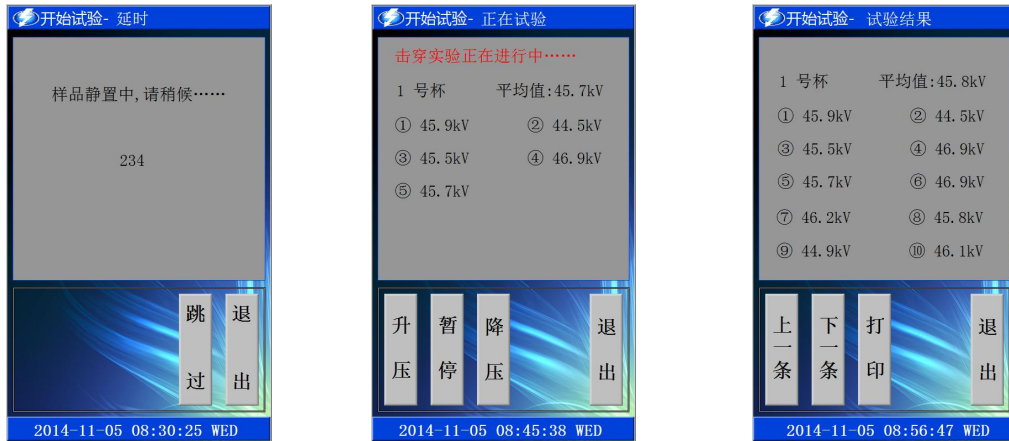 开始试验- 延时
样品静置中,请稍候……
234
跳过
退出
2014-11-05 08:30:25 WED
开始试验- 正在试验
击穿实验正在进行中……
1 号杯 平均值:45.7kV
① 45.9kV ② 44.5kV
③ 45.5kV ④ 46.9kV
⑤ 45.7kV
升压
暂停
降压
退出
2014-11-05 08:45:38 WED
开始试验- 试验结果
1 号杯 平均值:45.8kV
① 45.9kV ② 44.5kV
③ 45.5kV ④ 46.9kV
⑤ 45.7kV ⑥ 46.9kV
⑦ 46.2kV ⑧ 45.8kV
⑨ 44.9kV ⑩ 46.1kV
上一条
下一条
打印
退出
2014-11-05 08:56:47 WED